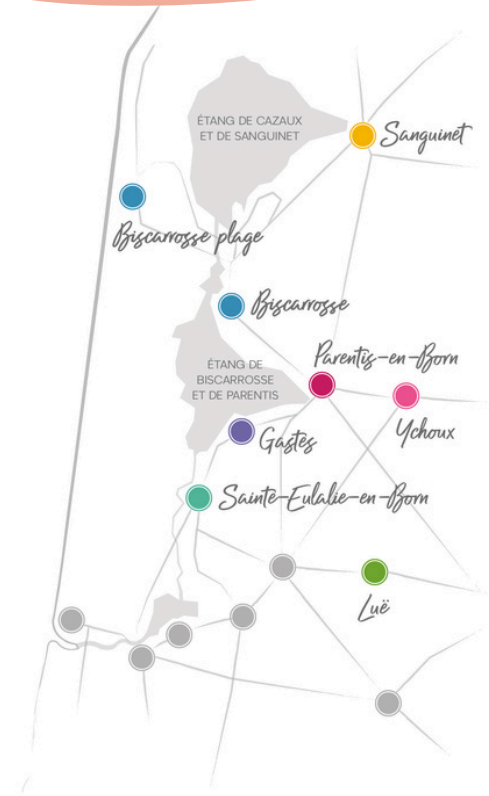 ÉTANG DE CAZAUX
ET DE SANGUINET
Sanguinet
Biscarrosse plage
Biscarrosse
Parentis-en-Born
ÉTANG DE
BISCARROSSE
ET DE PARENTIS
Ychoux
Gastes
Sainte-Eulalie-en-Born
Luë